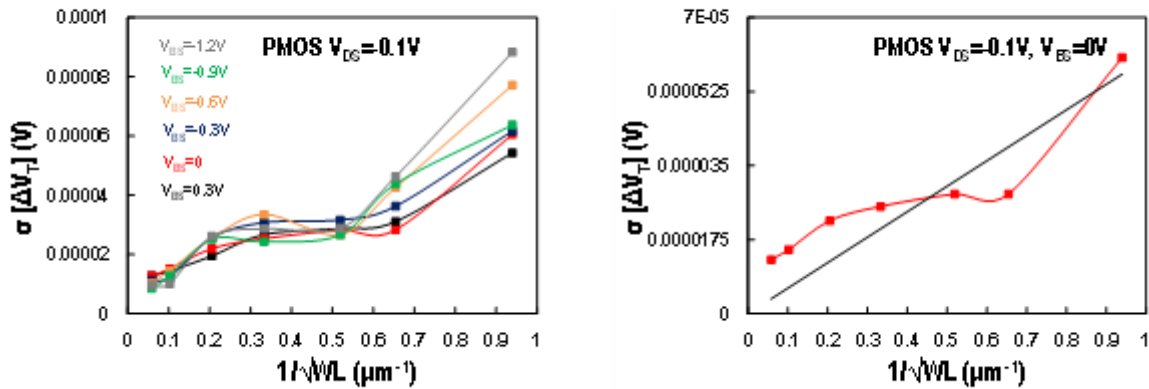 0.0001
0.00008
0.00006
0.00004
0.00002
0
σ [ΔV_T] (V)
V_BS=-1.2V
V_BS=-0.9V
V_BS=-0.6V
V_BS=-0.3V
V_BS=0
V_BS=0.3V
PMOS V_DS=-0.1V
0 0.1 0.2 0.3 0.4 0.5 0.6 0.7 0.8 0.9 1
1/√WL (µm⁻¹)
7E-05
0.0000525
0.000035
0.0000175
0
σ [ΔV_T] (V)
PMOS V_DS=-0.1V, V_BS=0V
0 0.1 0.2 0.3 0.4 0.5 0.6 0.7 0.8 0.9 1
1/√WL (µm⁻¹)